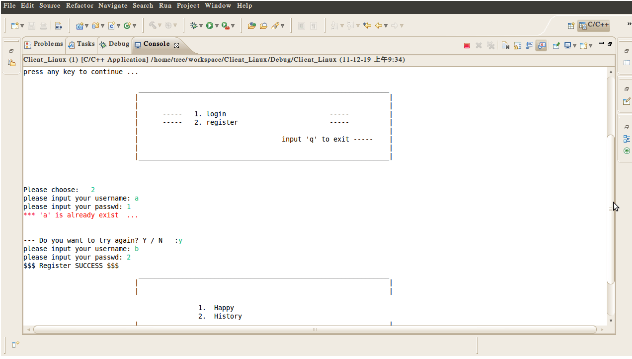 File Edit Source Refactor Navigate Search Run Project Window Help
C/C++
Problems Tasks Debug Console
Client_Linux (1) [C/C++ Application] /home/tree/workspace/Client_Linux/Debug/Client_Linux (11-12-19 上午9:34)
press any key to continue ...
----- 1. login -----
----- 2. register -----
input 'q' to exit -----
Please choose: 2
please input your username: a
please input your passwd: 1
*** 'a' is already exist ...
--- Do you want to try again? Y / N :y
please input your username: b
please input your passwd: 2
$$$ Register SUCCESS $$$
1. Happy
2. History